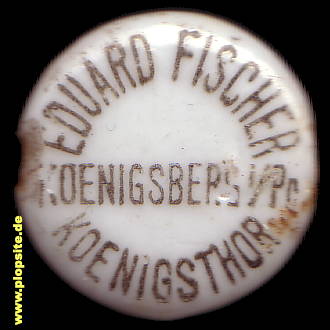 EDUARD FISCHER
KOENIGSBERG I/Pr
KOENIGSTHOR
www.plopsite.de